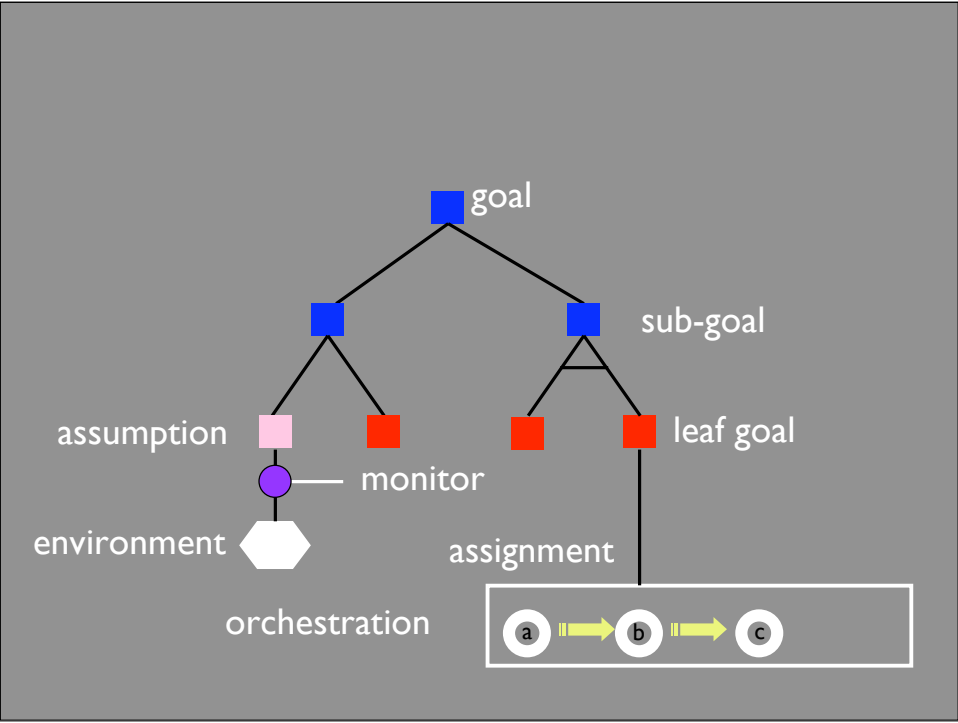 goal
sub-goal
assumption
leaf goal
monitor
environment
assignment
orchestration
a
b
c